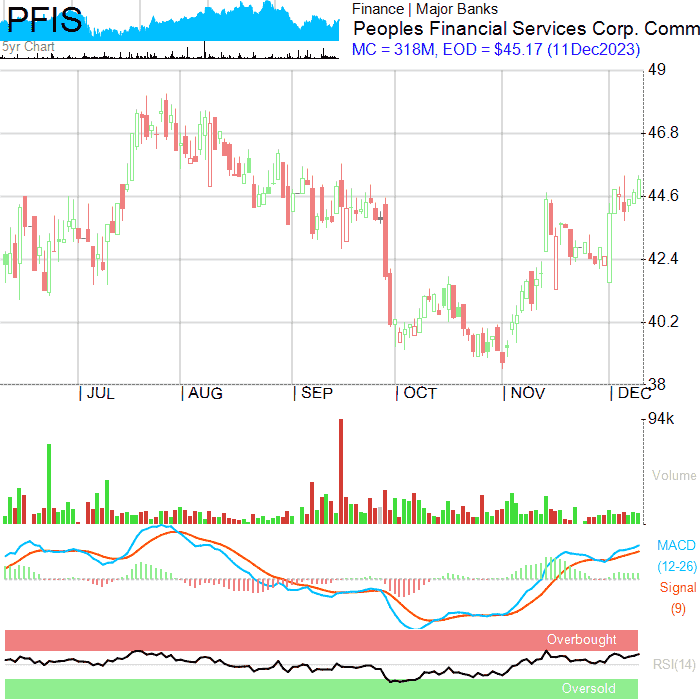 PFIS
5yr Chart
Finance | Major Banks
Peoples Financial Services Corp. Comm
MC = 318M, EOD = $45.17 (11Dec2023)
49
46.8
44.6
42.4
40.2
38
| JUL | AUG | SEP | OCT | NOV | DEC
94k
Volume
MACD
(12-26)
Signal
(9)
Overbought
RSI(14)
Oversold